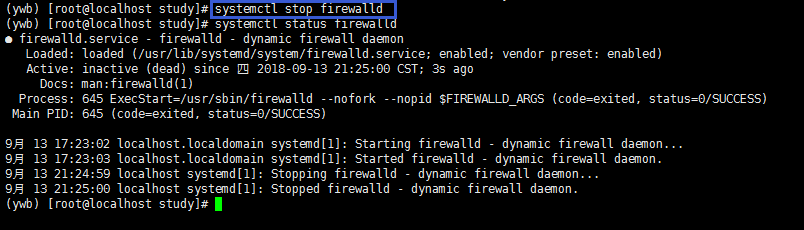 (ywb) [root@localhost study]# systemctl stop firewalld
(ywb) [root@localhost study]# systemctl status firewalld
● firewalld.service - firewalld - dynamic firewall daemon
Loaded: loaded (/usr/lib/systemd/system/firewalld.service; enabled; vendor preset: enabled)
Active: inactive (dead) since 四 2018-09-13 21:25:00 CST; 3s ago
Docs: man:firewalld(1)
Process: 645 ExecStart=/usr/sbin/firewalld --nofork --nopid $FIREWALLD_ARGS (code=exited, status=0/SUCCESS)
Main PID: 645 (code=exited, status=0/SUCCESS)
9月 13 17:23:02 localhost.localdomain systemd[1]: Starting firewalld - dynamic firewall daemon...
9月 13 17:23:03 localhost.localdomain systemd[1]: Started firewalld - dynamic firewall daemon.
9月 13 21:24:59 localhost systemd[1]: Stopping firewalld - dynamic firewall daemon...
9月 13 21:25:00 localhost systemd[1]: Stopped firewalld - dynamic firewall daemon.
(ywb) [root@localhost study]#